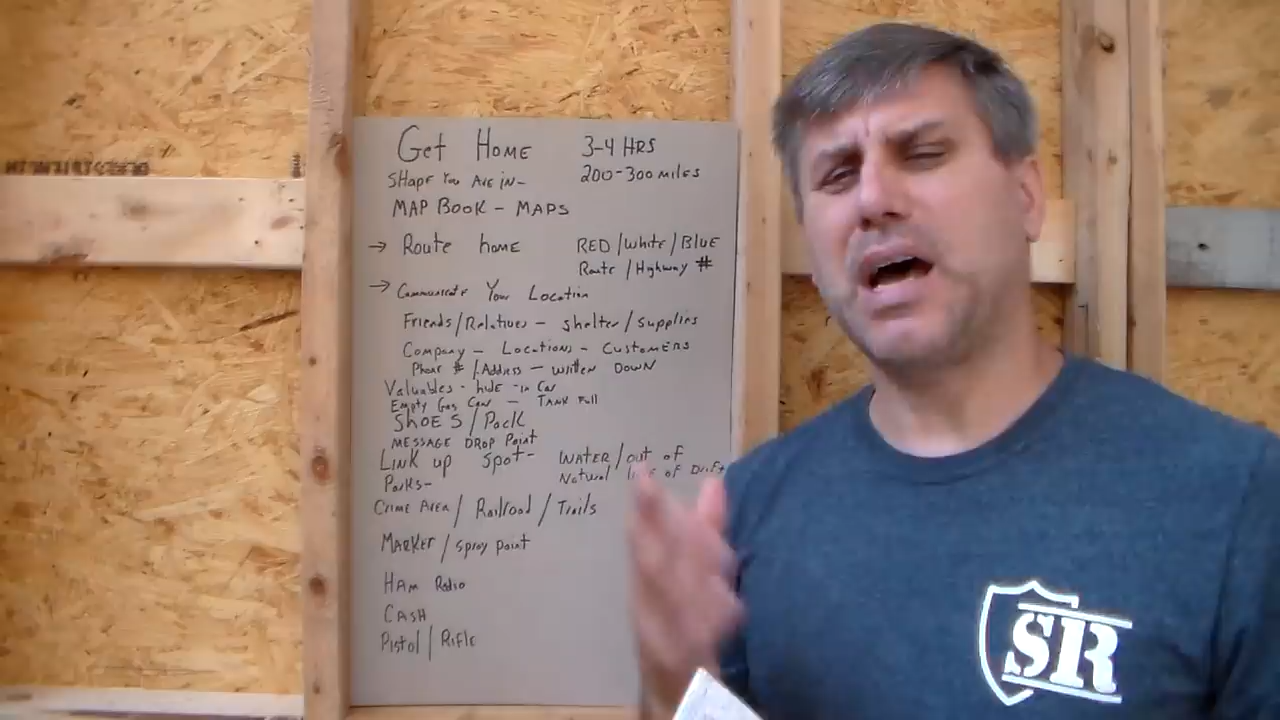 Get Home 3-4 HRS
SHAPE You ARE in- 200-300 miles
MAP BOOK - MAPS
→ Route home RED/White/Blue
Route/Highway #
→ Communicate Your Location
Friends/Relatives - shelter/supplies
Company - Locations - Customers
Phone #/Address - written DOWN
Valuables - hide - in Car
Empty Gas Can - TANK Full
SHOES/Pack
MESSAGE DROP Point
LINK up spot- WATER/out of
Parks- Natural line of Drift
Crime Area/Railroad/Trails
MARKER/spray paint
HAM Radio
CASH
Pistol/Rifle
SR